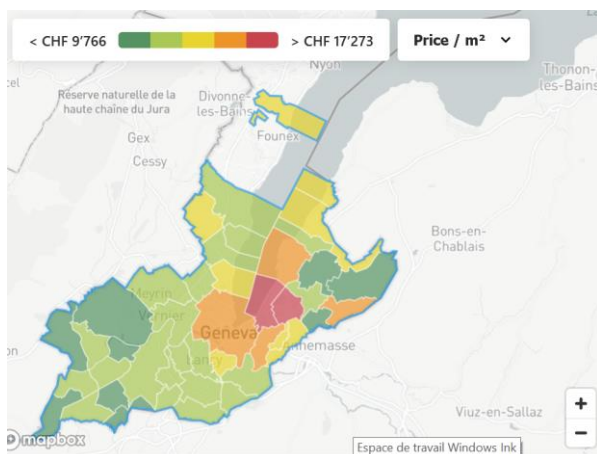 < CHF 9'766
> CHF 17'273
Price / m²
Nyon
Thonon-
les-Bains
Réserve naturelle de la
haute chaîne du Jura
Divonne-
les-Bains
Founex
Gex
Cessy
Bons-en-
Chablais
Meyrin
Vernier
Geneva
Lancy
Annemasse
Viuz-en-Sallaz
+
−
mapbox
Espace de travail Windows Ink